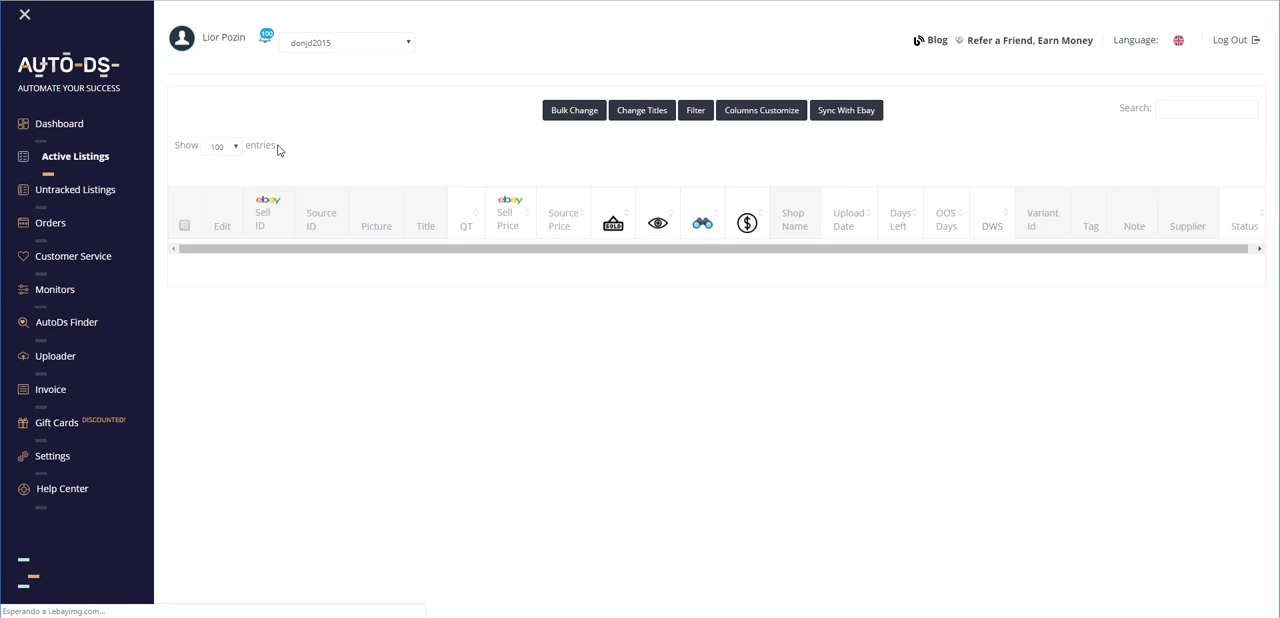 Lior Pozin
100
donjd2015
Blog
Refer a Friend, Earn Money
Language:
Log Out
AUTO-DS-
AUTOMATE YOUR SUCCESS
Dashboard
Active Listings
Untracked Listings
Orders
Customer Service
Monitors
AutoDs Finder
Uploader
Invoice
Gift Cards DISCOUNTED!
Settings
Help Center
Bulk Change
Change Titles
Filter
Columns Customize
Sync With Ebay
Search:
Show 100 entries
Edit
ebay
Sell
ID
Source
ID
Picture
Title
QT
ebay
Sell
Price
Source
Price
SOLD
$
Shop
Name
Upload
Date
Days
Left
OOS
Days
DWS
Variant
Id
Tag
Note
Supplier
Status
Esperando a i.ebayimg.com...